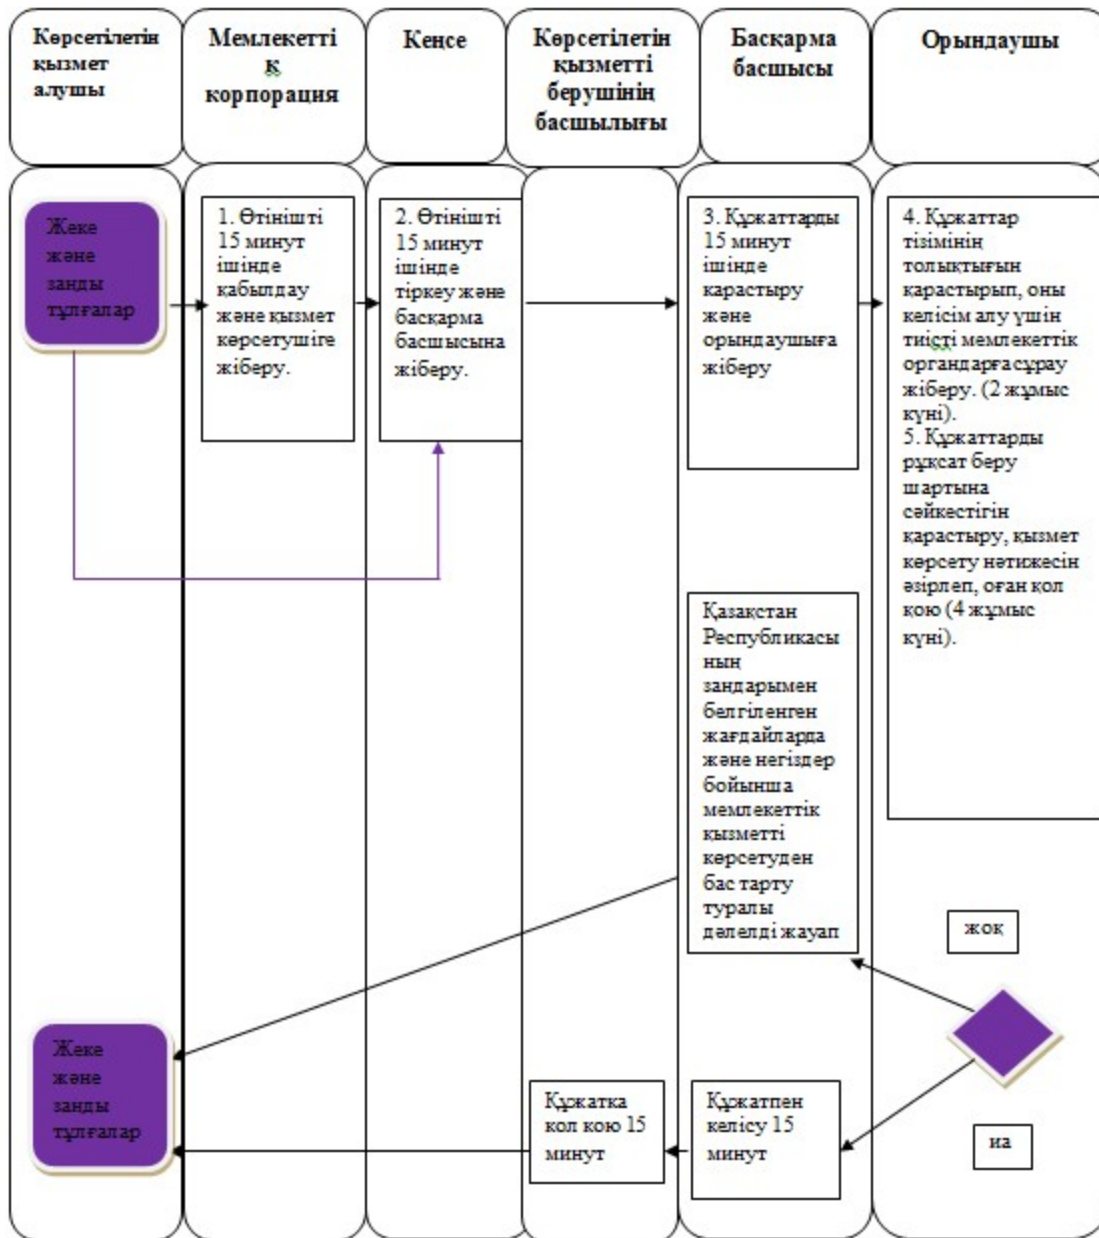 Көрсетілетін
қызмет
алушы
Мемлекетті
қ
корпорация
Кеңсе
Көрсетілетін
қызметті
берушінің
басшылығы
Басқарма
басшысы
Орындаушы
Жеке
және
заңды
тұлғалар
1. Өтінішті
15 минут
ішінде
қабылдау
және қызмет
көрсетушіге
жіберу.
2. Өтінішті
15 минут
ішінде
тіркеу және
басқарма
басшысына
жіберу.
3. Құжаттарды
15 минут
ішінде
қарастыру
және
орындаушыға
жіберу
4. Құжаттар
тізімінің
толықтығын
қарастырып, оны
келісім алу үшін
тиісті мемлекеттік
органдарға сұрау
жіберу. (2 жұмыс
күні).
5. Құжаттарды
рұқсат беру
шартына
сәйкестігін
қарастыру, қызмет
көрсету нәтижесін
әзірлеп, оған қол
қою (4 жұмыс
күні).
Қазақстан
Республикасы
ның
заңдарымен
белгіленген
жағдайларда
және негіздер
бойынша
мемлекеттік
қызметті
көрсетуден
бас тарту
туралы
дәлелді жауап
жоқ
Жеке
және
заңды
тұлғалар
Құжатқа
қол қою 15
минут
Құжатпен
келісу 15
минут
иа